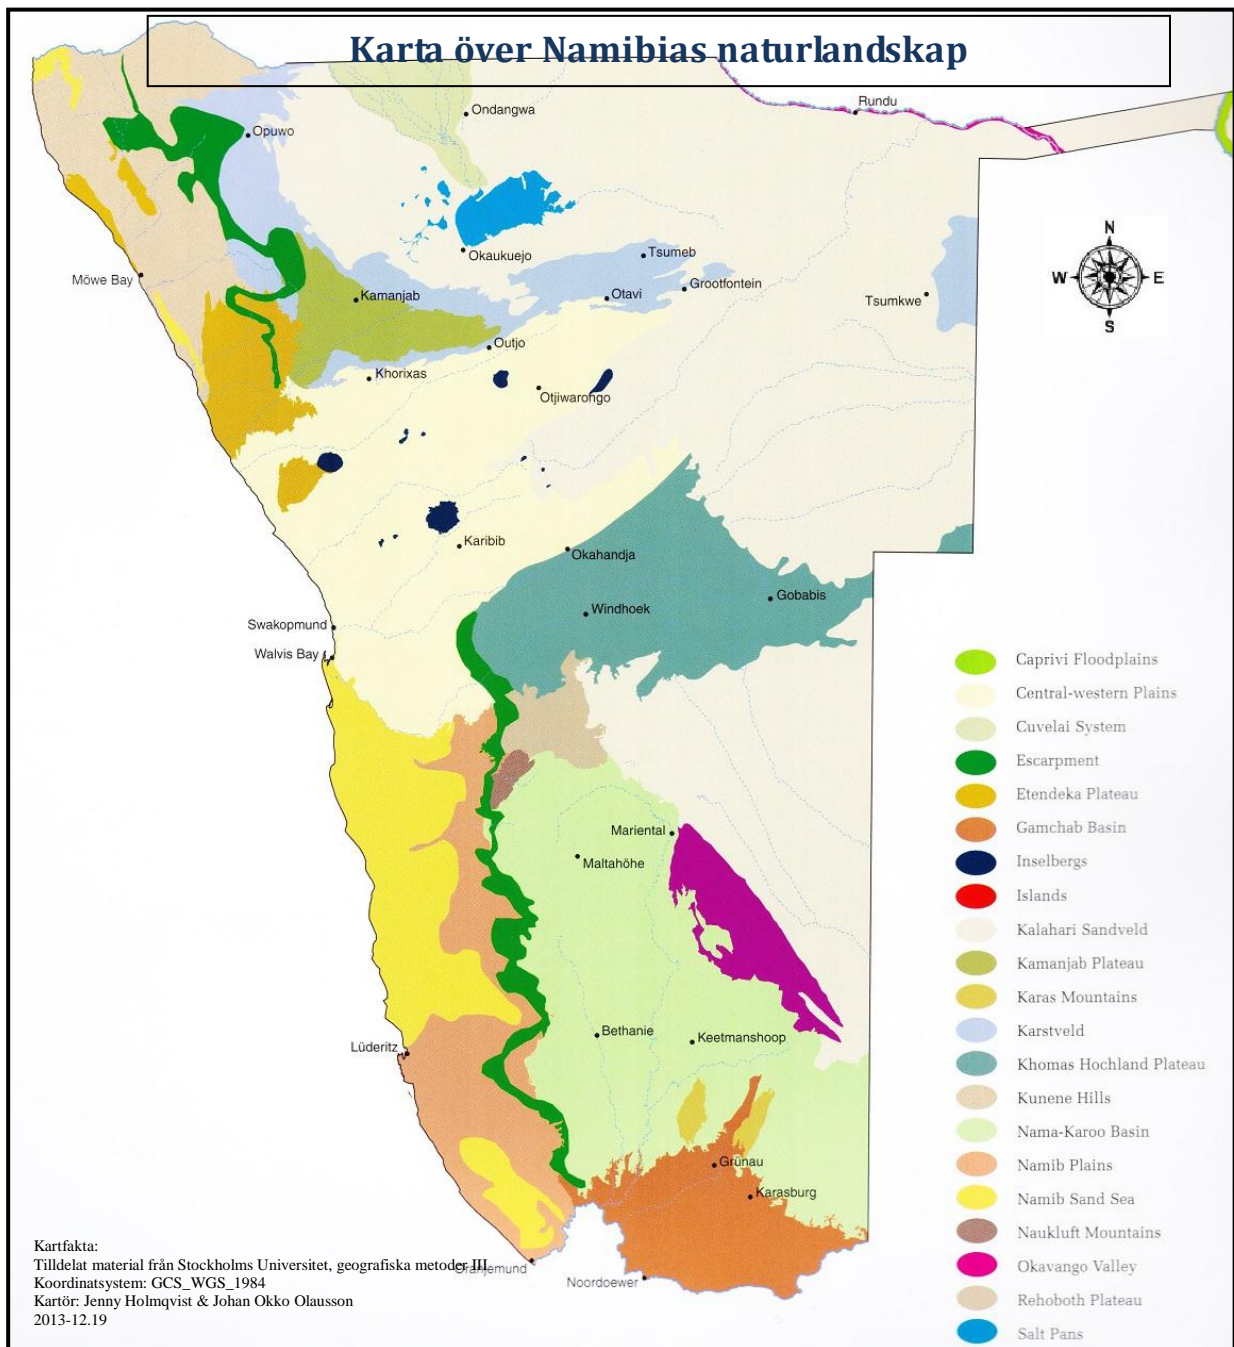 Karta över Namibias naturlandskap
Ondangwa
Rundu
Opuwo
N
W
E
S
Okaukuejo
Tsumeb
Möwe Bay
Kamanjab
Otavi
Grootfontein
Tsumkwe
Outjo
Khorixas
Otjiwarongo
Karibib
Okahandja
Windhoek
Gobabis
Swakopmund
Walvis Bay
Mariental
Maltahöhe
Bethanie
Keetmanshoop
Lüderitz
Grünau
Karasburg
Oranjemund
Noordoewer
Caprivi Floodplains
Central-western Plains
Cuvelai System
Escarpment
Etendeka Plateau
Gamchab Basin
Inselbergs
Islands
Kalahari Sandveld
Kamanjab Plateau
Karas Mountains
Karstveld
Khomas Hochland Plateau
Kunene Hills
Nama-Karoo Basin
Namib Plains
Namib Sand Sea
Naukluft Mountains
Okavango Valley
Rehoboth Plateau
Salt Pans
Kartfakta:
Tilldelat material från Stockholms Universitet, geografiska metoder III
Koordinatsystem: GCS_WGS_1984
Kartör: Jenny Holmqvist & Johan Okko Olausson
2013-12.19